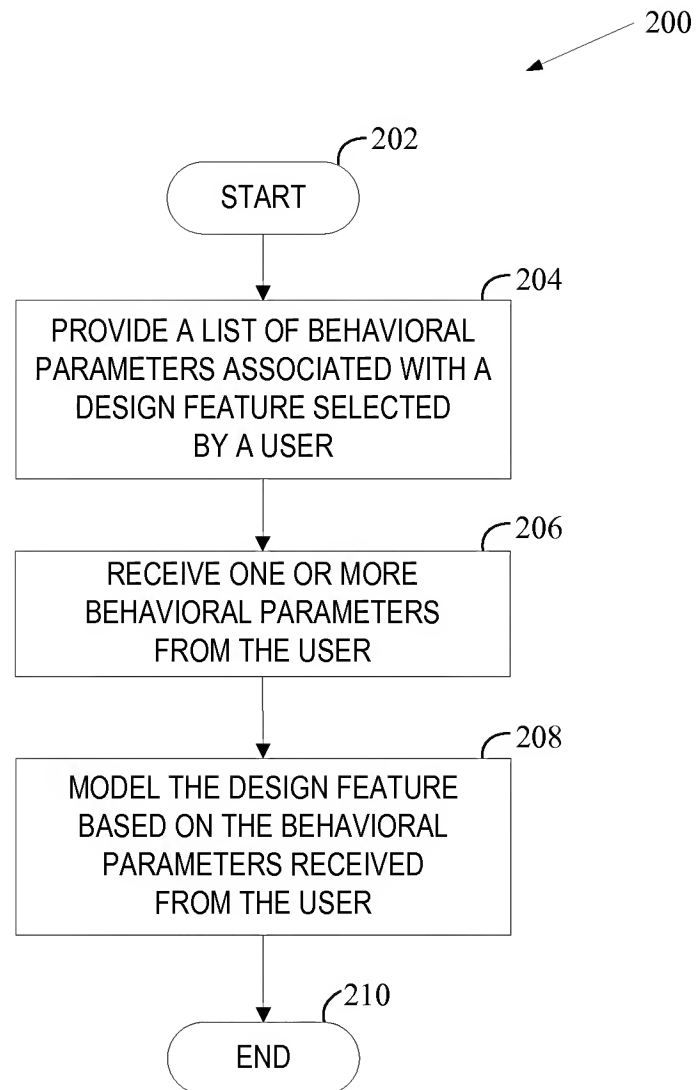 200
202
START
204
PROVIDE A LIST OF BEHAVIORAL
PARAMETERS ASSOCIATED WITH A
DESIGN FEATURE SELECTED
BY A USER
206
RECEIVE ONE OR MORE
BEHAVIORAL PARAMETERS
FROM THE USER
208
MODEL THE DESIGN FEATURE
BASED ON THE BEHAVIORAL
PARAMETERS RECEIVED
FROM THE USER
210
END